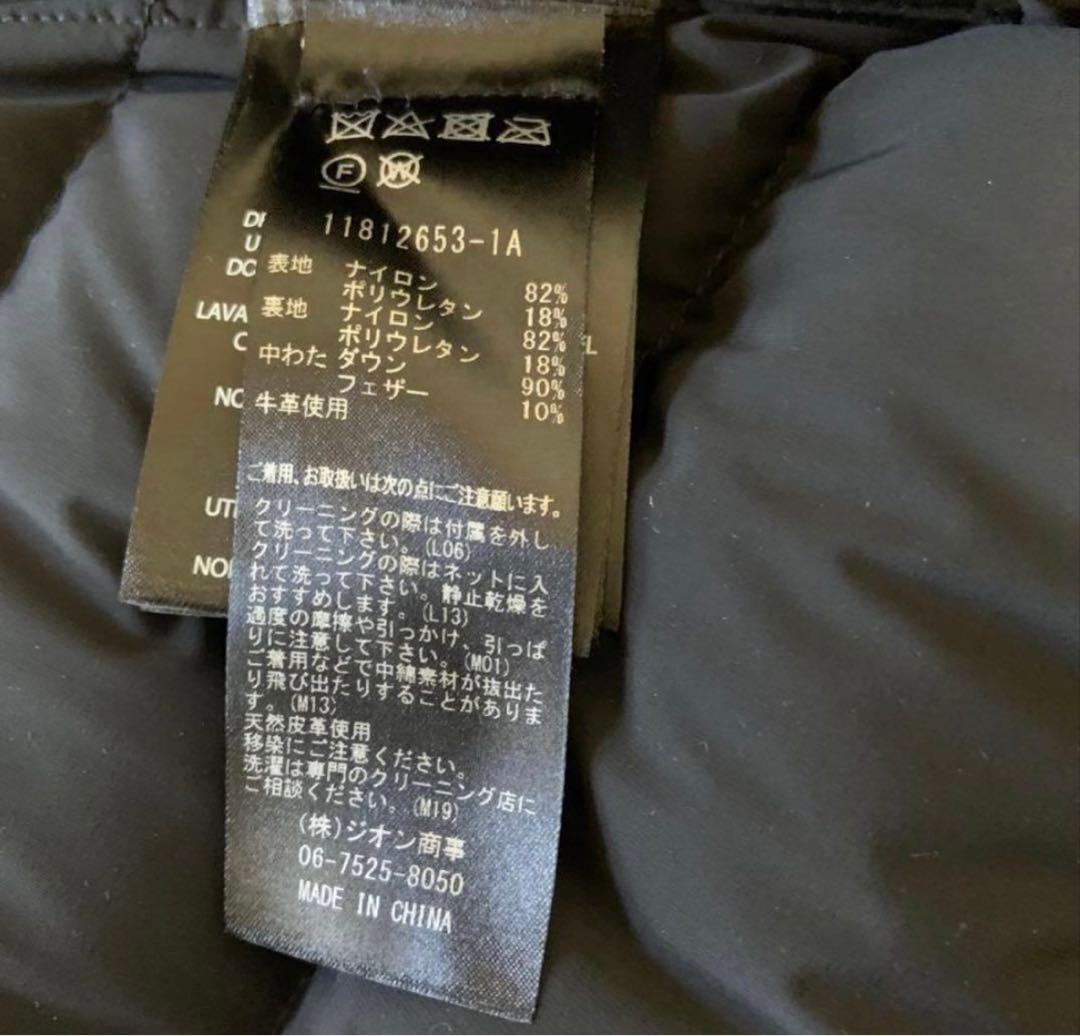 F W
11812653-1A
表地 ナイロン 82%
ポリウレタン 18%
裏地 ナイロン 82%
ポリウレタン 18%
中わた ダウン 90%
フェザー 10%
牛革使用
ご着用、お取扱いは次の点にご注意願います。
クリーニングの際は付属を外し
て洗って下さい。(L06)
クリーニングの際はネットに入
れて洗って下さい。静止乾燥を
おすすめします。(L13)
過度の摩擦や引っかけ、引っぱ
りに注意して下さい。(M01)
ご着用などで中綿素材が抜出た
り飛び出たりすることがありま
す。(M13)
天然皮革使用
移染にご注意ください。
洗濯は専門のクリーニング店に
ご相談ください。(M19)
(株)ジオン商事
06-7525-8050
MADE IN CHINA